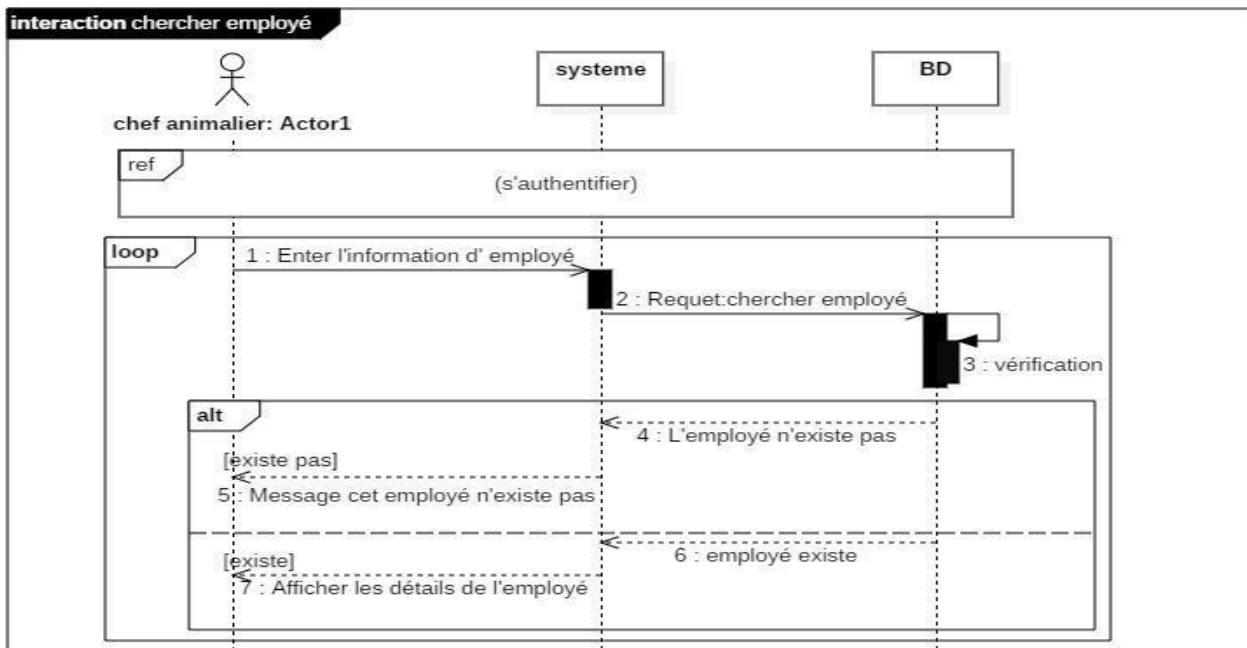 interaction chercher employé
systeme
BD
chef animalier: Actor1
ref
(s'authentifier)
loop
1 : Enter l'information d' employé
2 : Requet:chercher employé
3 : vérification
alt
4 : L'employé n'existe pas
[existe pas]
5 : Message cet employé n'existe pas
6 : employé existe
[existe]
7 : Afficher les détails de l'employé